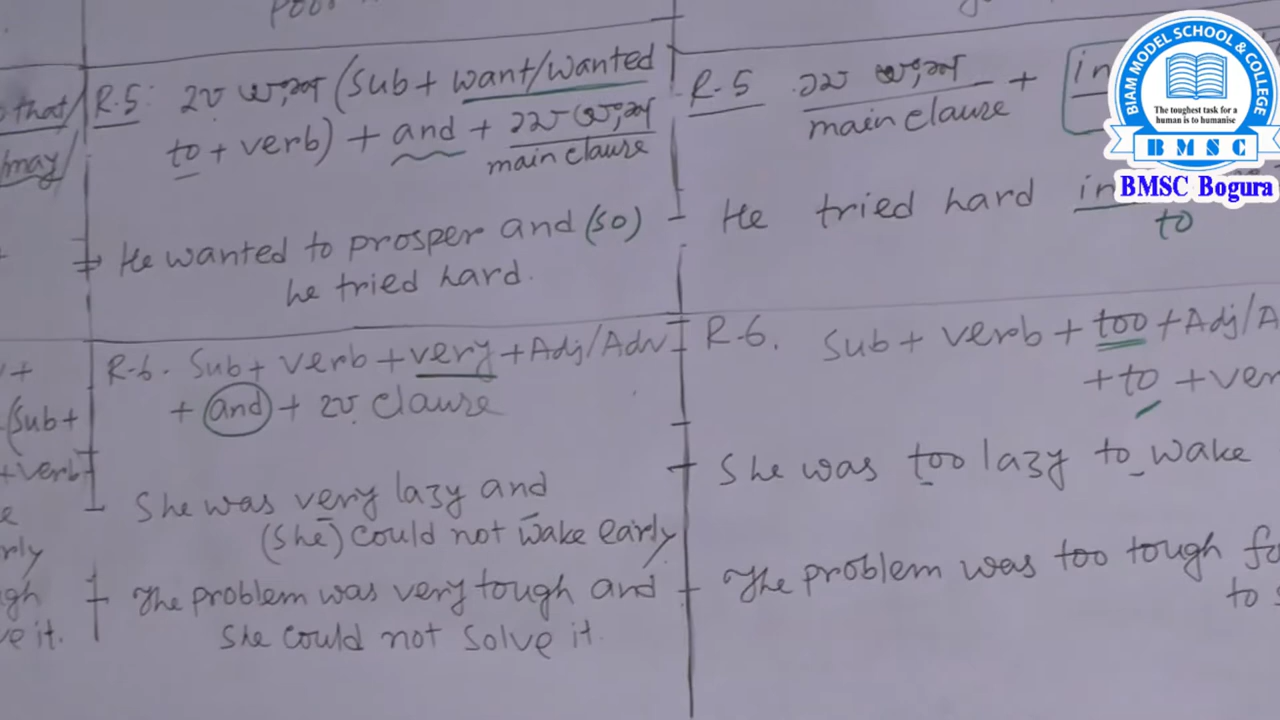 o that/
/may/
R.5: ২য় অংশ (sub + want/wanted
to + verb) + and + ১ম অংশ
main clause
⇒ He wanted to prosper and (so)
he tried hard.
R-5 ১ম অংশ + in
main clause
He tried hard in
to
+
(sub +
+verb
rly
gh
ve it.
R-6. Sub + verb + very + Adj/Adv
+ and + ২য় clause
She was very lazy and
(She) could not wake early
The problem was very tough and
she could not solve it.
R-6. Sub + verb + too + Adj/A
+ to + ver
She was too lazy to wake
The problem was too tough fo
to s
BIAM MODEL SCHOOL & COLLEGE
The toughest task for a
human is to humanise
BMSC
BMSC Bogura